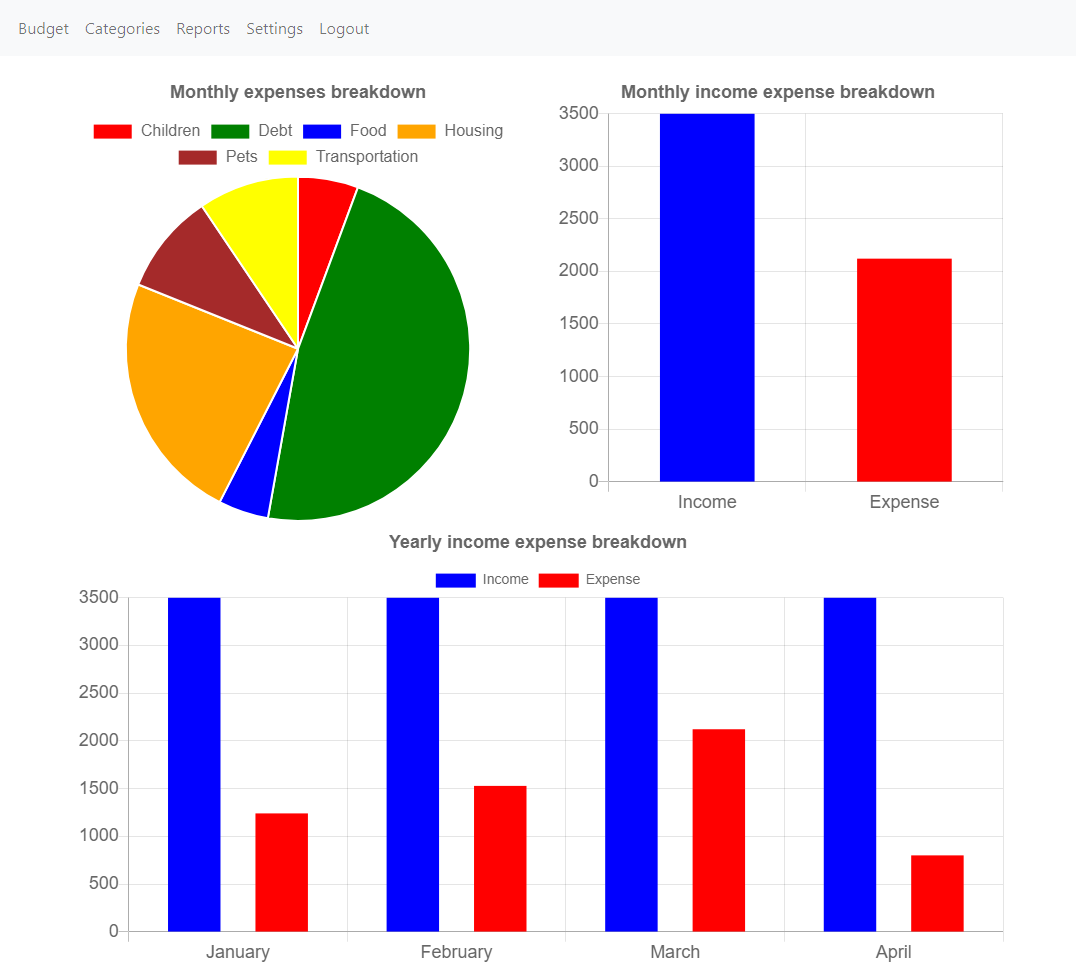 Budget Categories Reports Settings Logout
Monthly expenses breakdown
Children Debt Food Housing
Pets Transportation
Monthly income expense breakdown
3500
3000
2500
2000
1500
1000
500
0
Income Expense
Yearly income expense breakdown
Income Expense
3500
3000
2500
2000
1500
1000
500
0
January February March April